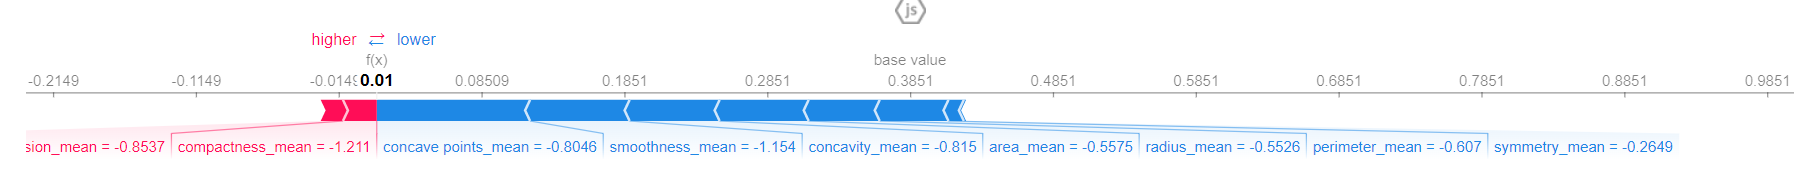 js
higher ⇄ lower
f(x) base value
-0.2149 -0.1149 -0.0149 0.01 0.08509 0.1851 0.2851 0.3851 0.4851 0.5851 0.6851 0.7851 0.8851 0.9851
sion_mean = -0.8537 compactness_mean = -1.211 concave points_mean = -0.8046 smoothness_mean = -1.154 concavity_mean = -0.815 area_mean = -0.5575 radius_mean = -0.5526 perimeter_mean = -0.607 symmetry_mean = -0.2649